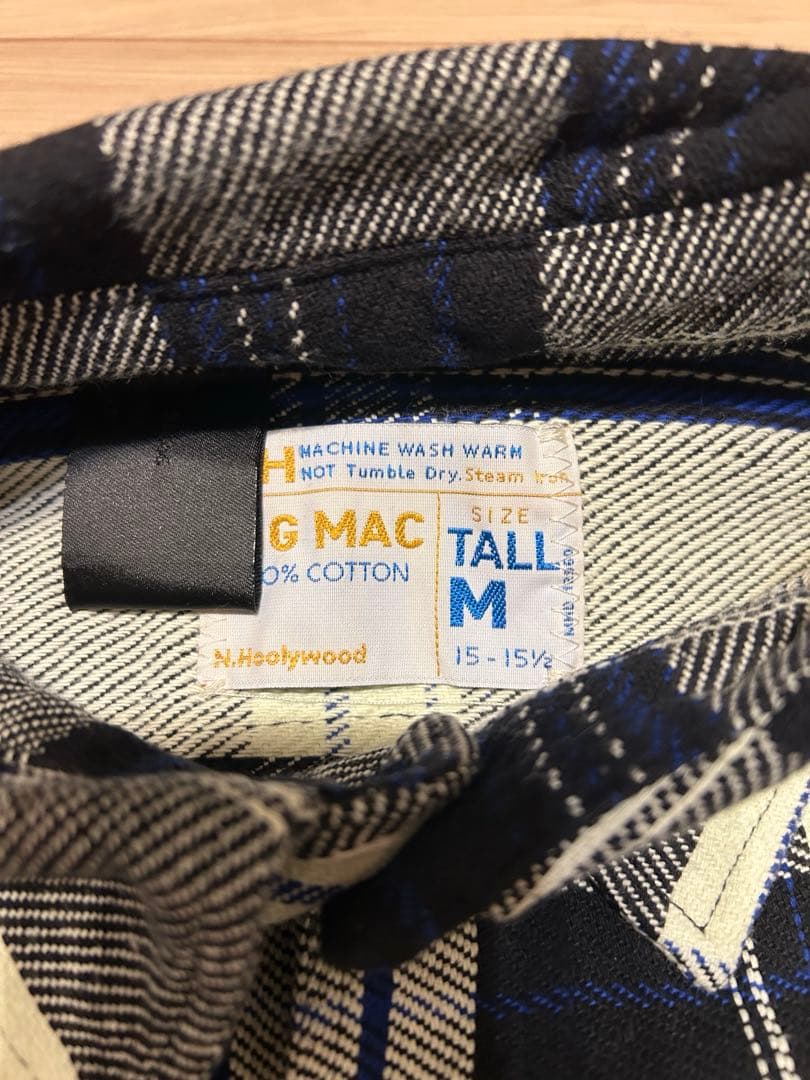 H MACHINE WASH WARM
NOT Tumble Dry. Steam Iron
G MAC
0% COTTON
N.Hoolywood
SIZE
TALL
M
15 - 15½